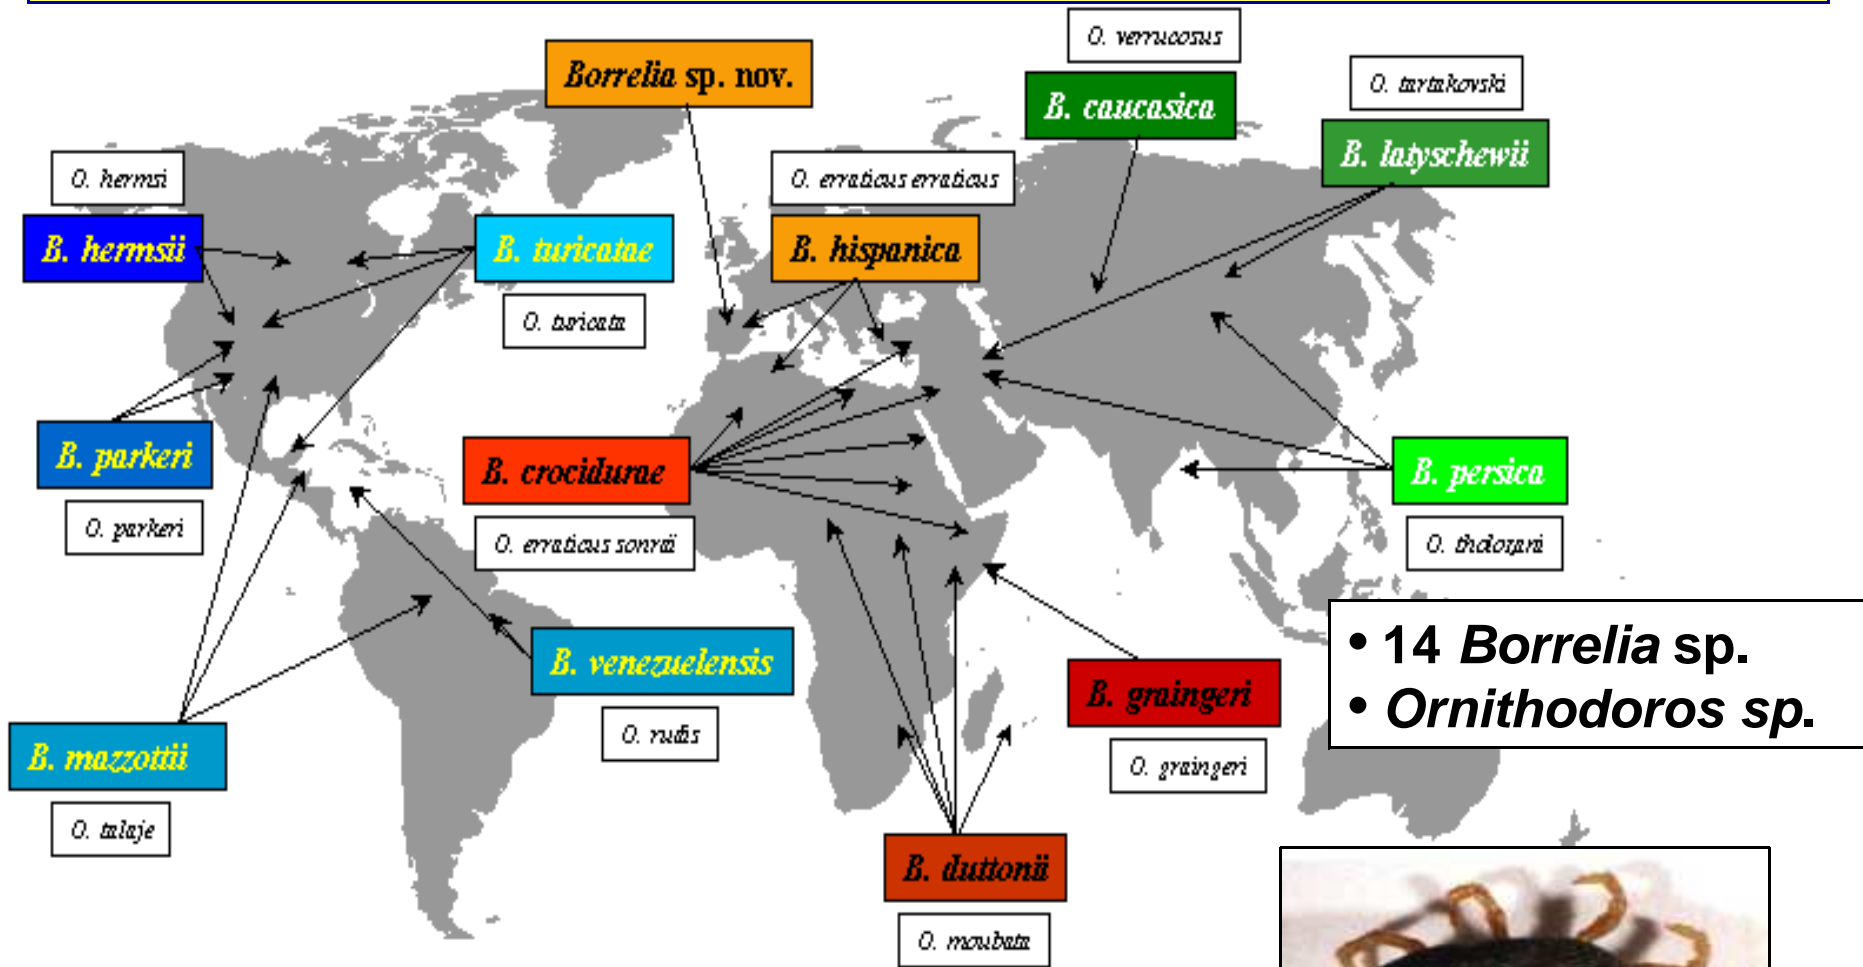 O. verrucosus
Borrelia sp. nov.
O. tartakovski
B. caucasica
B. latyschewii
O. hermsi
O. erraticus erraticus
B. hermsii
B. turicatae
B. hispanica
O. turicata
B. parkeri
B. crocidurae
B. persica
O. parkeri
O. erraticus sonraii
O. tholozani
• 14 Borrelia sp.
• Ornithodoros sp.
B. venezuelensis
B. graingeri
O. rudis
B. mazzottii
O. graingeri
O. talaje
B. duttonii
O. moubata